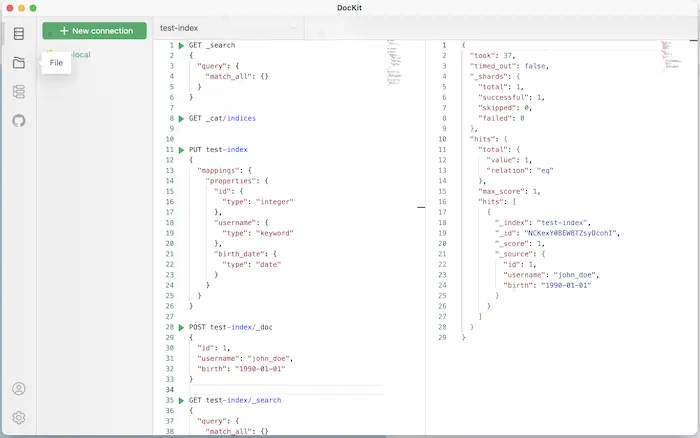 DocKit
+ New connection
test-index
local
File
1 GET _search
2 {
3 "query": {
4 "match_all": {}
5 }
6 }
7
8 GET _cat/indices
9
10
11 PUT test-index
12 {
13 "mappings": {
14 "properties": {
15 "id": {
16 "type": "integer"
17 },
18 "username": {
19 "type": "keyword"
20 },
21 "birth_date": {
22 "type": "date"
23 }
24 }
25 }
26 }
27
28 POST test-index/_doc
29 {
30 "id": 1,
31 "username": "john_doe",
32 "birth": "1990-01-01"
33 }
34
35 GET test-index/_search
36 {
37 "query": {
38 "match_all": {}
1 {
2 "took": 37,
3 "timed_out": false,
4 "_shards": {
5 "total": 1,
6 "successful": 1,
7 "skipped": 0,
8 "failed": 0
9 },
10 "hits": {
11 "total": {
12 "value": 1,
13 "relation": "eq"
14 },
15 "max_score": 1,
16 "hits": [
17 {
18 "_index": "test-index",
19 "_id": "NCKexY0BEW8TZsyDcohI",
20 "_score": 1,
21 "_source": {
22 "id": 1,
23 "username": "john_doe",
24 "birth": "1990-01-01"
25 }
26 }
27 ]
28 }
29 }